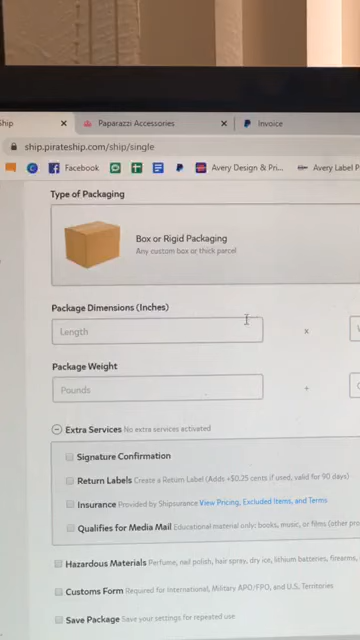 Ship × Paparazzi Accessories × Invoice
ship.pirateship.com/ship/single
Facebook Avery Design & Pri... Avery Label
Type of Packaging
Box or Rigid Packaging
Any custom box or thick parcel
Package Dimensions (Inches)
Length x
Package Weight
Pounds +
Extra Services No extra services activated
Signature Confirmation
Return Labels Create a Return Label (Adds +$0.25 cents if used, valid for 90 days)
Insurance Provided by Shipsurance View Pricing, Excluded Items, and Terms
Qualifies for Media Mail Educational material only: books, music, or films (other pro
Hazardous Materials Perfume, nail polish, hair spray, dry ice, lithium batteries, firearms,
Customs Form Required for International, Military APO/FPO, and U.S. Territories
Save Package Save your settings for repeated use